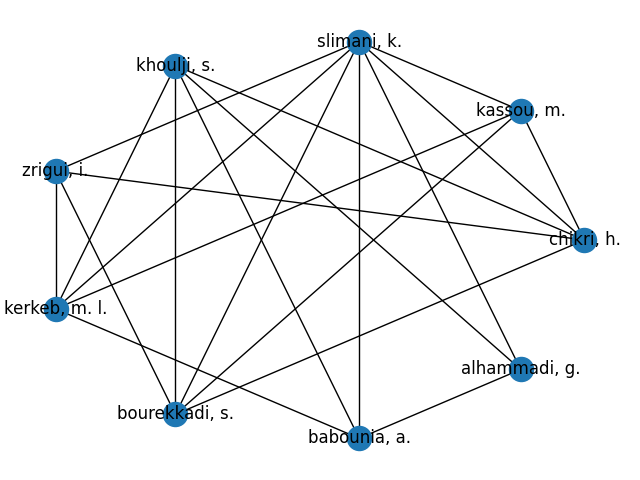 slimani, k.
khoulji, s.
kassou, m.
zrigui, i.
chikri, h.
kerkeb, m. l.
alhammadi, g.
bourekkadi, s.
babounia, a.